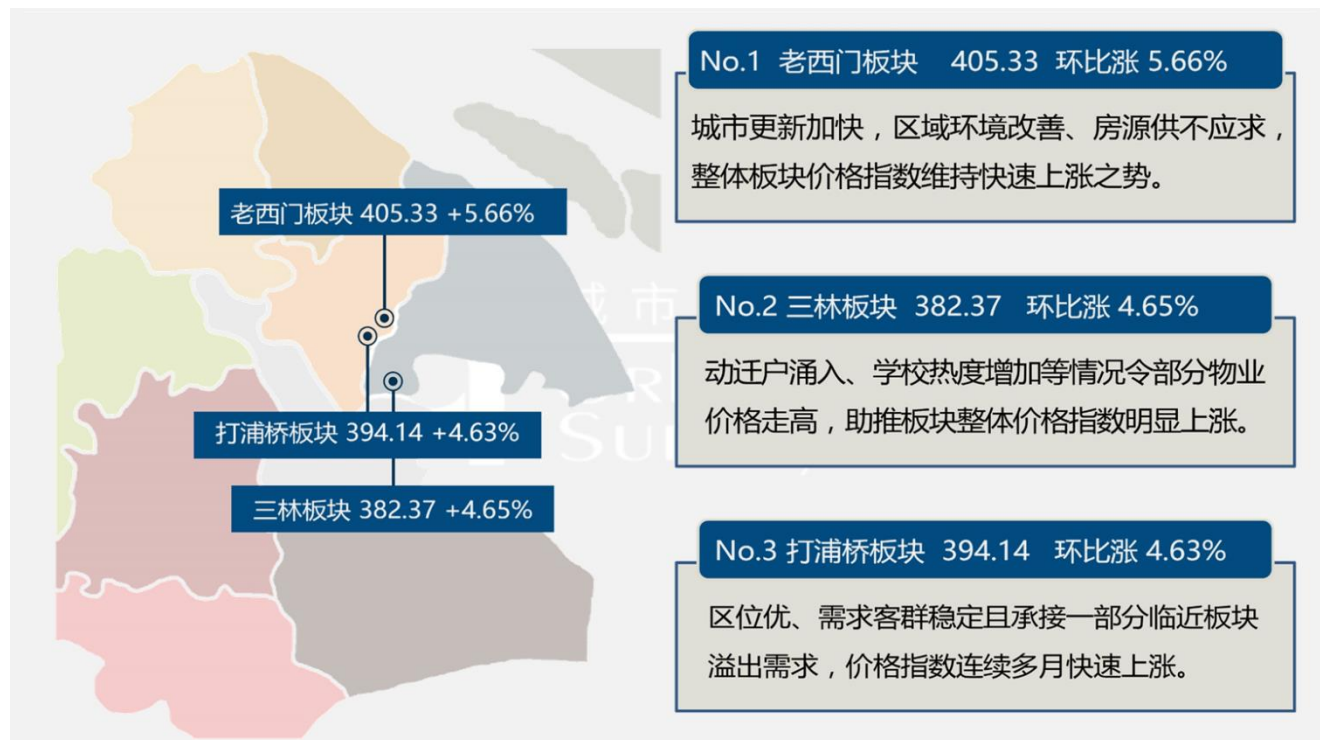 No.1 老西门板块 405.33 环比涨 5.66%
城市更新加快，区域环境改善、房源供不应求，
整体板块价格指数维持快速上涨之势。
老西门板块 405.33 +5.66%
No.2 三林板块 382.37 环比涨 4.65%
动迁户涌入、学校热度增加等情况令部分物业
价格走高，助推板块整体价格指数明显上涨。
打浦桥板块 394.14 +4.63%
三林板块 382.37 +4.65%
No.3 打浦桥板块 394.14 环比涨 4.63%
区位优、需求客群稳定且承接一部分临近板块
溢出需求，价格指数连续多月快速上涨。